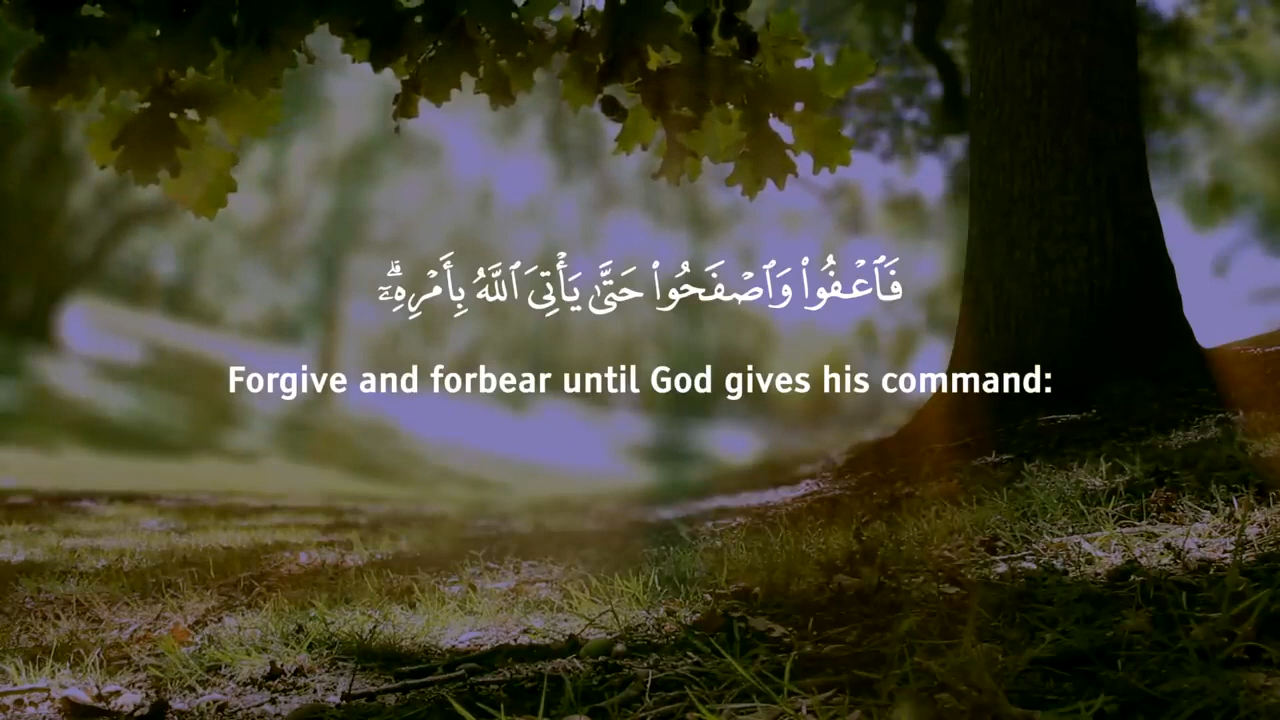 فَٱعْفُوا۟ وَٱصْفَحُوا۟ حَتَّىٰ يَأْتِىَ ٱللَّهُ بِأَمْرِهِۦٓ ۗ
Forgive and forbear until God gives his command: